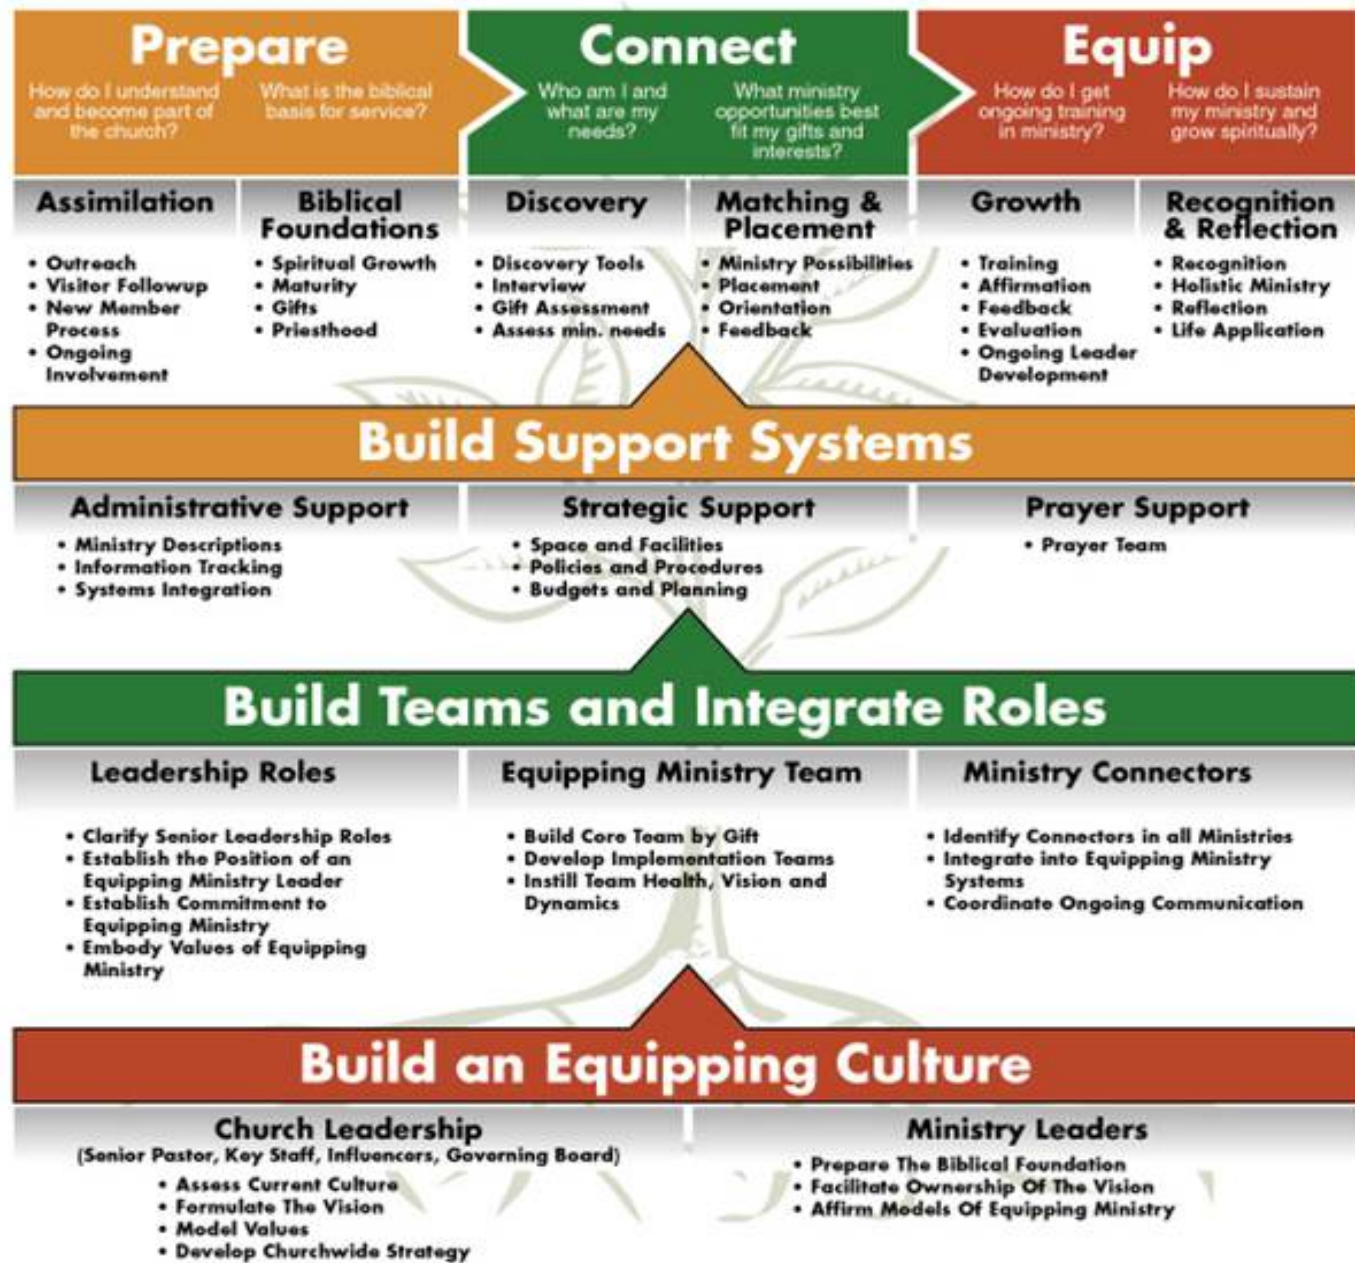 Prepare
How do I understand
and become part of
the church?
What is the biblical
basis for service?
Connect
Who am I and
what are my
needs?
What ministry
opportunities best
fit my gifts and
interests?
Equip
How do I get
ongoing training
in ministry?
How do I sustain
my ministry and
grow spiritually?
Assimilation
• Outreach
• Visitor Followup
• New Member
Process
• Ongoing
Involvement
Biblical
Foundations
• Spiritual Growth
• Maturity
• Gifts
• Priesthood
Discovery
• Discovery Tools
• Interview
• Gift Assessment
• Assess min. needs
Matching &
Placement
• Ministry Possibilities
• Placement
• Orientation
• Feedback
Growth
• Training
• Affirmation
• Feedback
• Evaluation
• Ongoing Leader
Development
Recognition
& Reflection
• Recognition
• Holistic Ministry
• Reflection
• Life Application
Build Support Systems
Administrative Support
• Ministry Descriptions
• Information Tracking
• Systems Integration
Strategic Support
• Space and Facilities
• Policies and Procedures
• Budgets and Planning
Prayer Support
• Prayer Team
Build Teams and Integrate Roles
Leadership Roles
• Clarify Senior Leadership Roles
• Establish the Position of an
Equipping Ministry Leader
• Establish Commitment to
Equipping Ministry
• Embody Values of Equipping
Ministry
Equipping Ministry Team
• Build Core Team by Gift
• Develop Implementation Teams
• Instill Team Health, Vision and
Dynamics
Ministry Connectors
• Identify Connectors in all Ministries
• Integrate into Equipping Ministry
Systems
• Coordinate Ongoing Communication
Build an Equipping Culture
Church Leadership
(Senior Pastor, Key Staff, Influencers, Governing Board)
• Assess Current Culture
• Formulate The Vision
• Model Values
• Develop Churchwide Strategy
Ministry Leaders
• Prepare The Biblical Foundation
• Facilitate Ownership Of The Vision
• Affirm Models Of Equipping Ministry